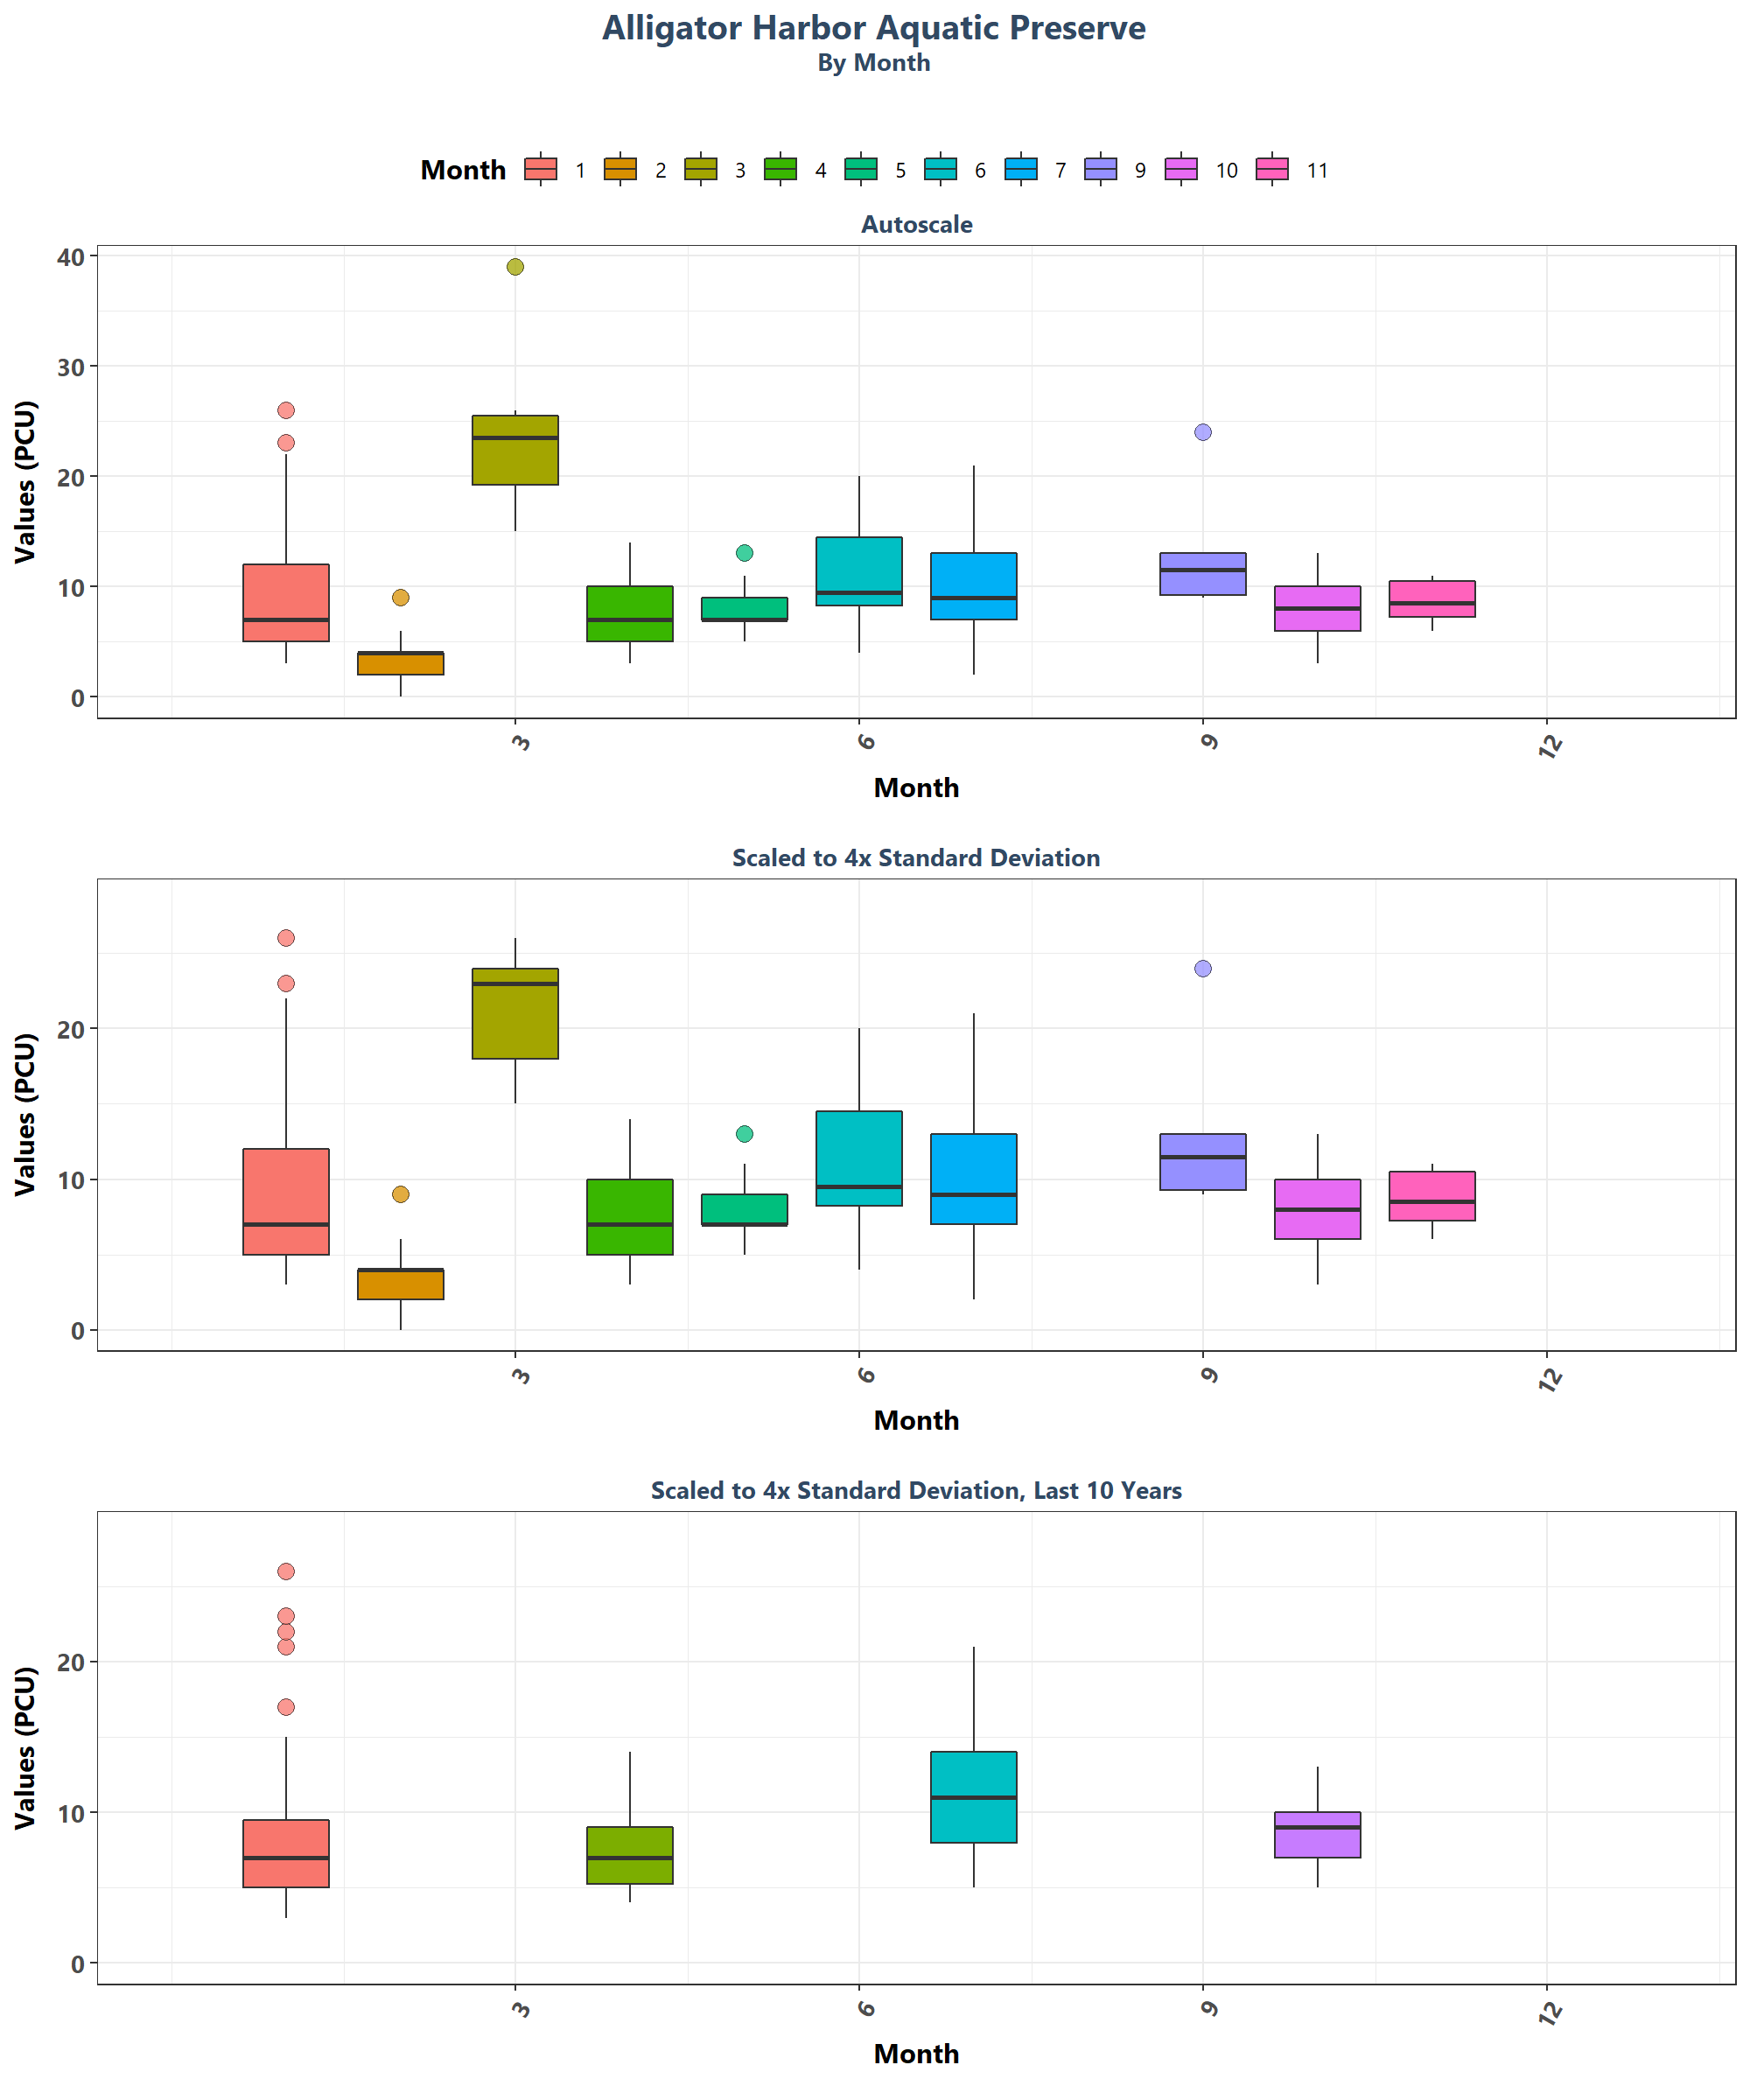 Alligator Harbor Aquatic Preserve
By Month
Month 1 2 3 4 5 6 7 9 10 11
Autoscale
Values (PCU)
40
30
20
10
0
3 6 9 12
Month
Scaled to 4x Standard Deviation
Values (PCU)
20
10
0
3 6 9 12
Month
Scaled to 4x Standard Deviation, Last 10 Years
Values (PCU)
20
10
0
3 6 9 12
Month